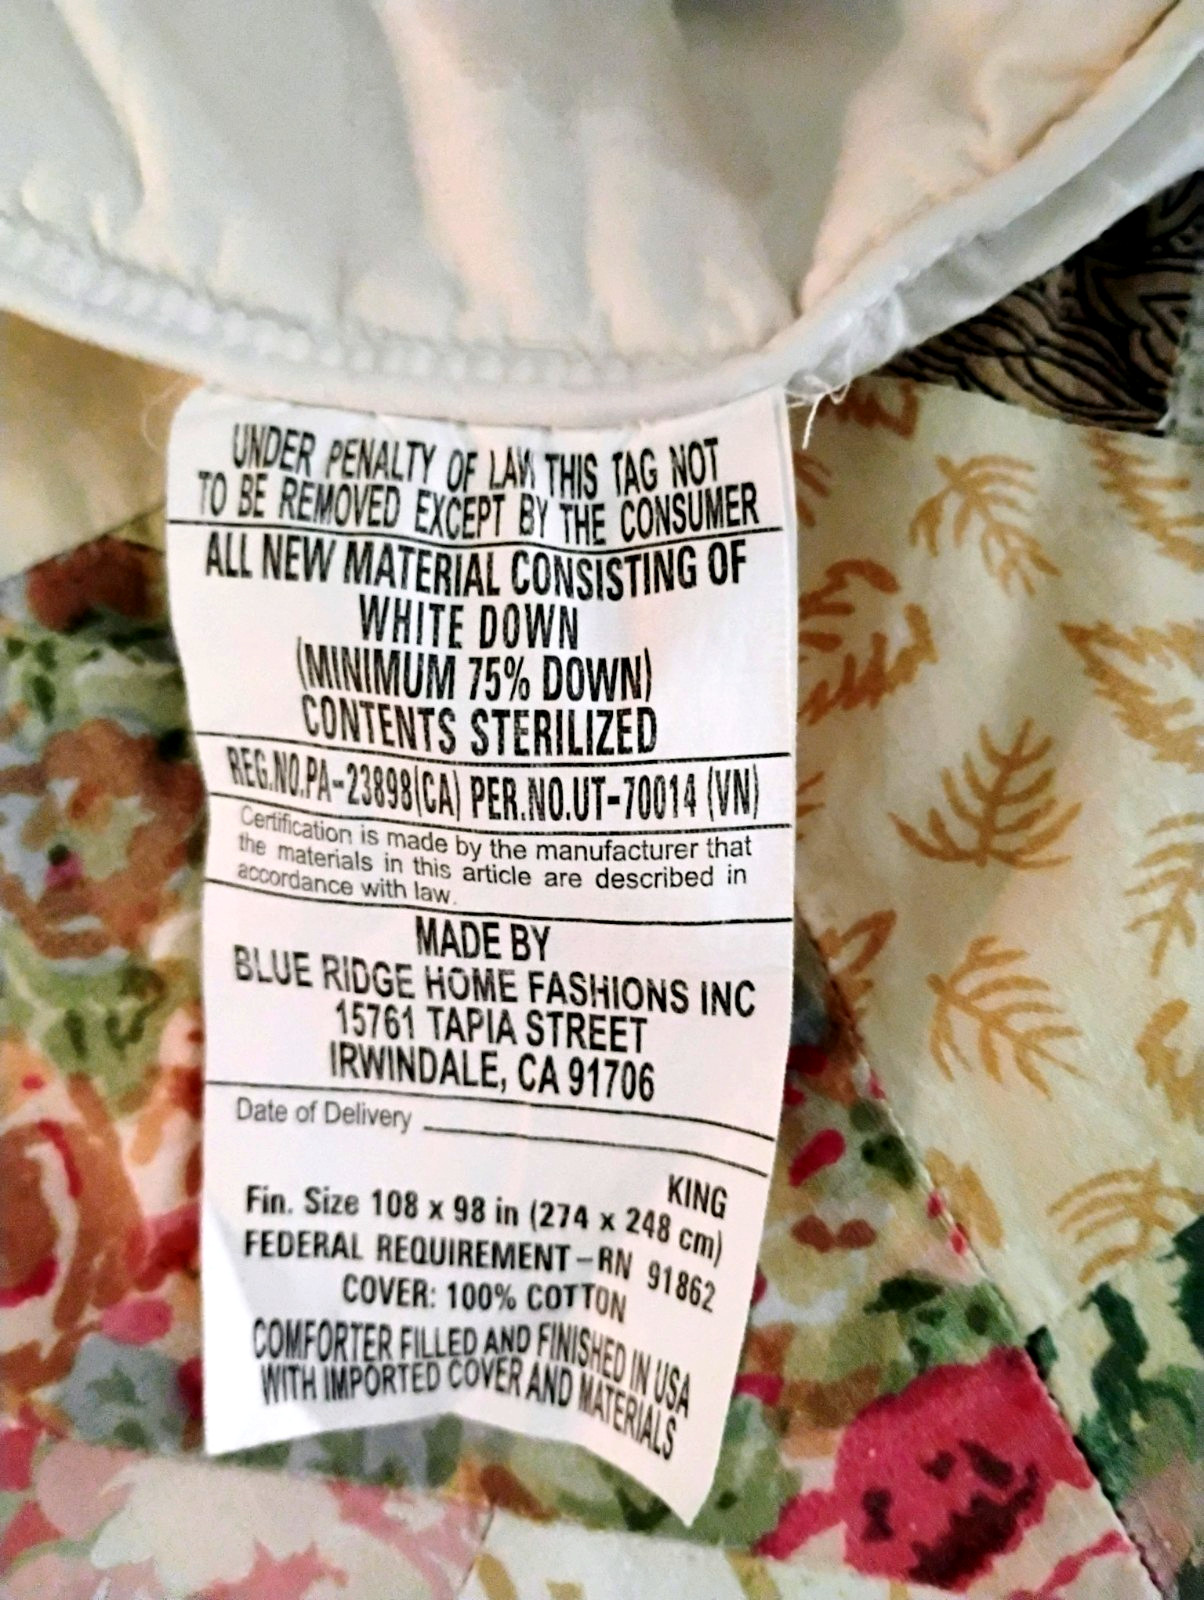 UNDER PENALTY OF LAW THIS TAG NOT
TO BE REMOVED EXCEPT BY THE CONSUMER
ALL NEW MATERIAL CONSISTING OF
WHITE DOWN
(MINIMUM 75% DOWN)
CONTENTS STERILIZED
REG.NO.PA-23898(CA) PER.NO.UT-70014 (VN)
Certification is made by the manufacturer that
the materials in this article are described in
accordance with law.
MADE BY
BLUE RIDGE HOME FASHIONS INC
15761 TAPIA STREET
IRWINDALE, CA 91706
Date of Delivery
KING
Fin. Size 108 x 98 in (274 x 248 cm)
FEDERAL REQUIREMENT – RN 91862
COVER: 100% COTTON
COMFORTER FILLED AND FINISHED IN USA
WITH IMPORTED COVER AND MATERIALS